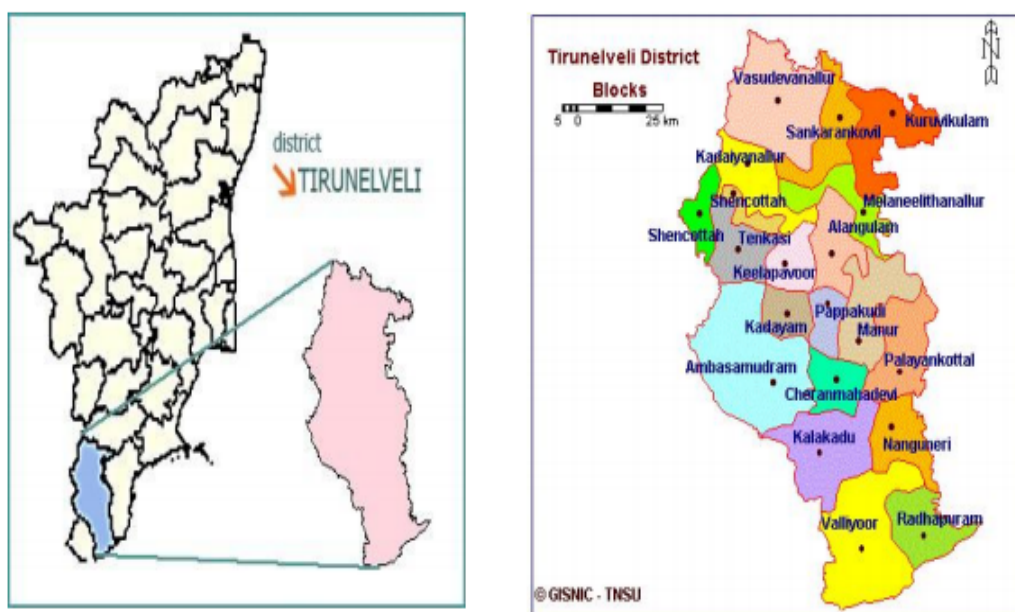 district
TIRUNELVELI
Tirunelveli District
Blocks
5 0 25 km
N
Vasudevanallur
Sankarankovil
Kuruvikulam
Kadaiyanallur
Shencottah
Melaneelithanallur
Shencottah
Tenkasi
Alangulam
Keelapavoor
Kadayam
Pappakudi
Manur
Ambasamudram
Palayankottai
Cheranmahadevi
Kalakadu
Nanguneri
Valliyoor
Radhapuram
© GISNIC - TNSU